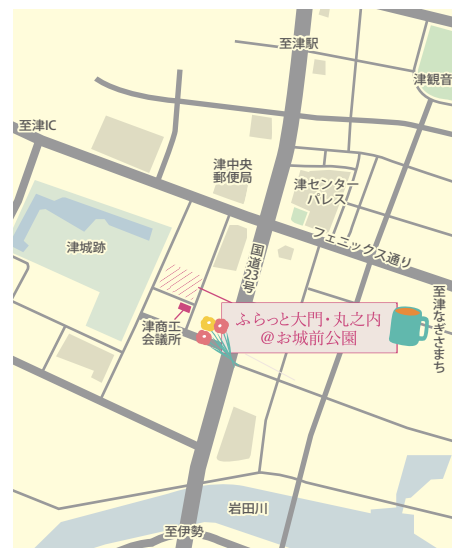 至津駅
津観音
至津IC
津中央
郵便局
津センター
パレス
フェニックス通り
津城跡
国道23号
至津なぎさまち
ふらっと大門・丸之内
@お城前公園
津商工
会議所
岩田川
至伊勢